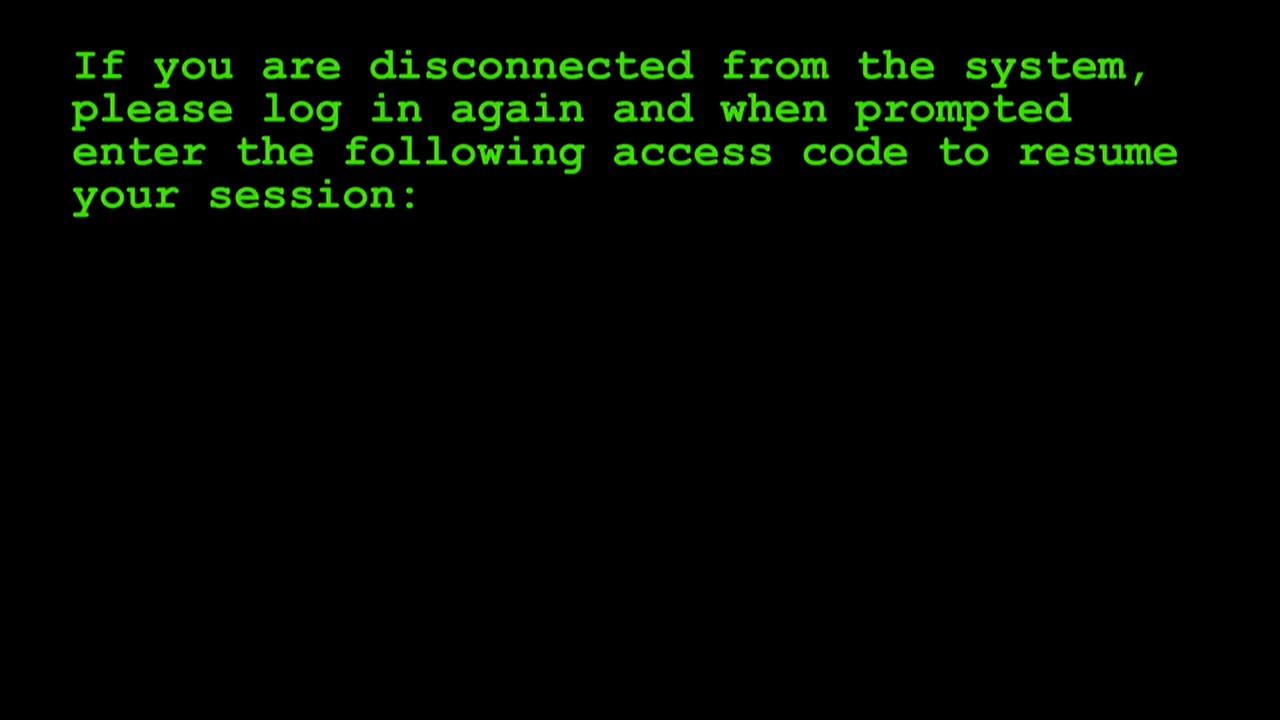 If you are disconnected from the system,
please log in again and when prompted
enter the following access code to resume
your session: